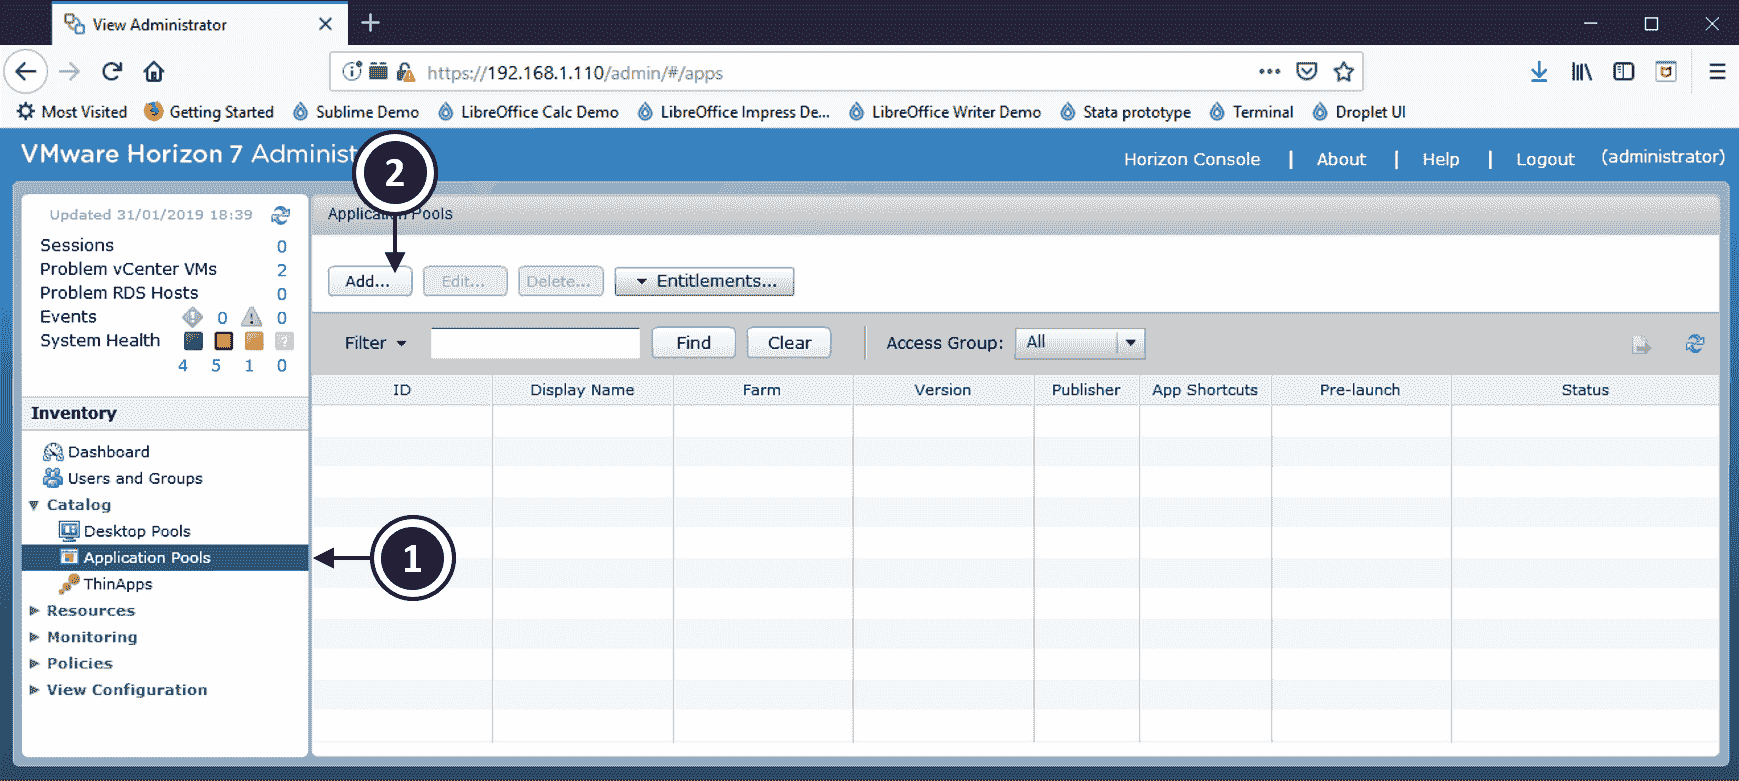 View Administrator
https://192.168.1.110/admin/#/apps
Most Visited Getting Started Sublime Demo LibreOffice Calc Demo LibreOffice Impress De... LibreOffice Writer Demo Stata prototype Terminal Droplet UI
VMware Horizon 7 Administ
Horizon Console | About | Help | Logout (administrator)
2
Updated 31/01/2019 18:39
Sessions 0
Problem vCenter VMs 2
Problem RDS Hosts 0
Events 0 0
System Health ?
4 5 1 0
Inventory
Dashboard
Users and Groups
Catalog
Desktop Pools
Application Pools
ThinApps
Resources
Monitoring
Policies
View Configuration
Application Pools
Add... Edit... Delete... Entitlements...
Filter Find Clear Access Group: All
ID Display Name Farm Version Publisher App Shortcuts Pre-launch Status
1